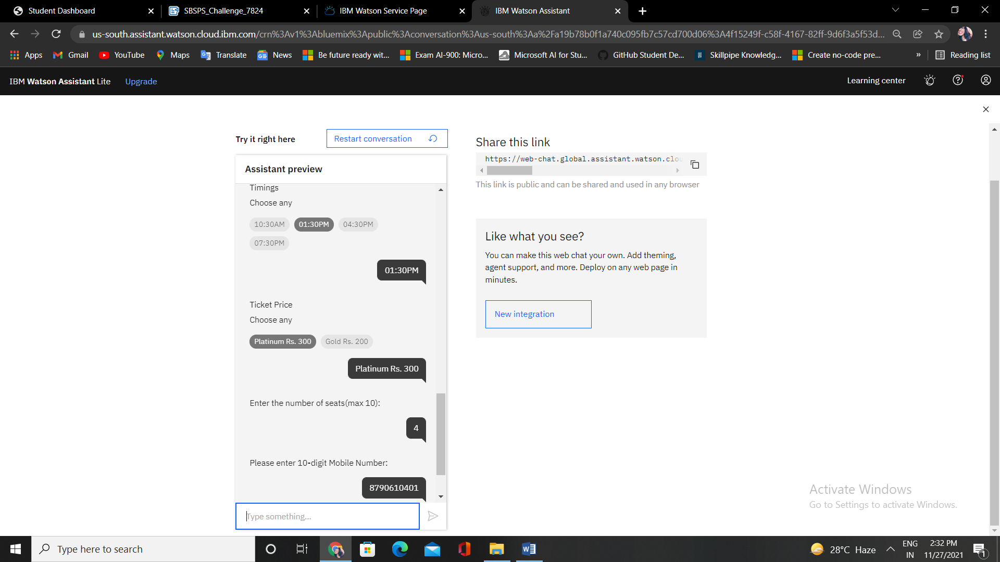 Student Dashboard
SBSPS_Challenge_7824
IBM Watson Service Page
IBM Watson Assistant
us-south.assistant.watson.cloud.ibm.com/crn%3Av1%3Abluemix%3Apublic%3Aconversation%3Aus-south%3Aa%2Fa19b78b0f1a740c095fb7c57cd700d06%3A4f15249f-c58f-4167-82ff-9d6f3a5f53d...
Apps
Gmail
YouTube
Maps
Translate
News
Be future ready wit...
Exam AI-900: Micro...
Microsoft AI for Stu...
GitHub Student De...
Skillpipe Knowledg...
Create no-code pre...
»
Reading list
IBM Watson Assistant Lite
Upgrade
Learning center
Try it right here
Restart conversation
Assistant preview
Timings
Choose any
10:30AM 01:30PM 04:30PM
07:30PM
01:30PM
Ticket Price
Choose any
Platinum Rs. 300 Gold Rs. 200
Platinum Rs. 300
Enter the number of seats(max 10):
4
Please enter 10-digit Mobile Number:
8790610401
Type something...
Share this link
https://web-chat.global.assistant.watson.clou
This link is public and can be shared and used in any browser
Like what you see?
You can make this web chat your own. Add theming,
agent support, and more. Deploy on any web page in
minutes.
New integration
Activate Windows
Go to Settings to activate Windows.
Type here to search
28°C Haze
ENG
IN
2:32 PM
11/27/2021
1